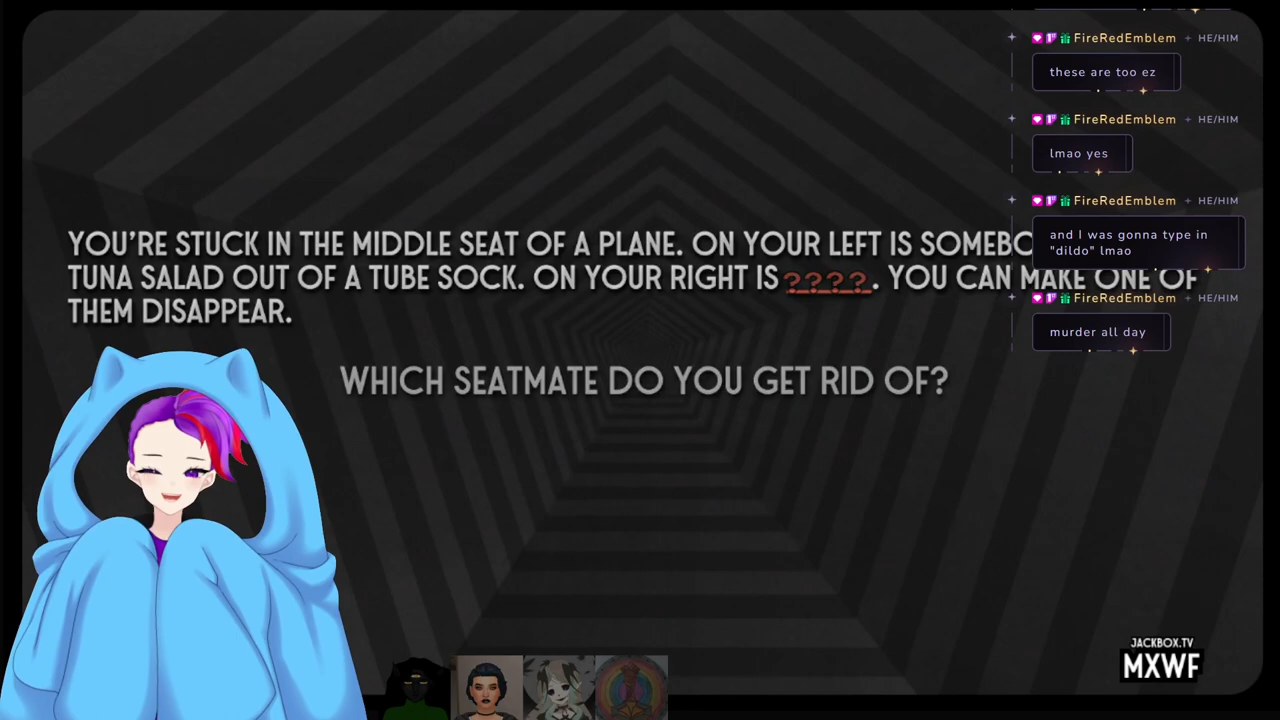 FireRedEmblem HE/HIM
these are too ez
FireRedEmblem HE/HIM
lmao yes
FireRedEmblem HE/HIM
and I was gonna type in
"dildo" lmao
FireRedEmblem HE/HIM
murder all day
YOU'RE STUCK IN THE MIDDLE SEAT OF A PLANE. ON YOUR LEFT IS
TUNA SALAD OUT OF A TUBE SOCK. ON YOUR RIGHT IS ????. YOU CAN MAKE ONE OF
THEM DISAPPEAR.
WHICH SEATMATE DO YOU GET RID OF?
JACKBOX.TV
MXWF